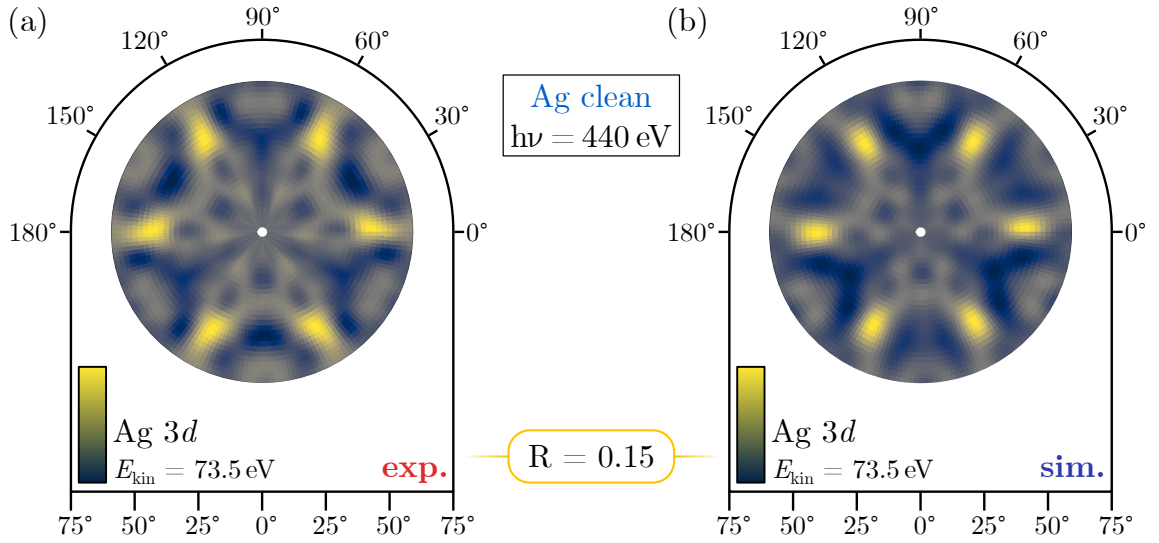 (a)
90°
120°
60°
150°
30°
180°
0°
Ag 3d
Eₖᵢₙ = 73.5 eV
exp.
75° 50° 25° 0° 25° 50° 75°
Ag clean
hν = 440 eV
R = 0.15
(b)
90°
120°
60°
150°
30°
180°
0°
Ag 3d
Eₖᵢₙ = 73.5 eV
sim.
75° 50° 25° 0° 25° 50° 75°